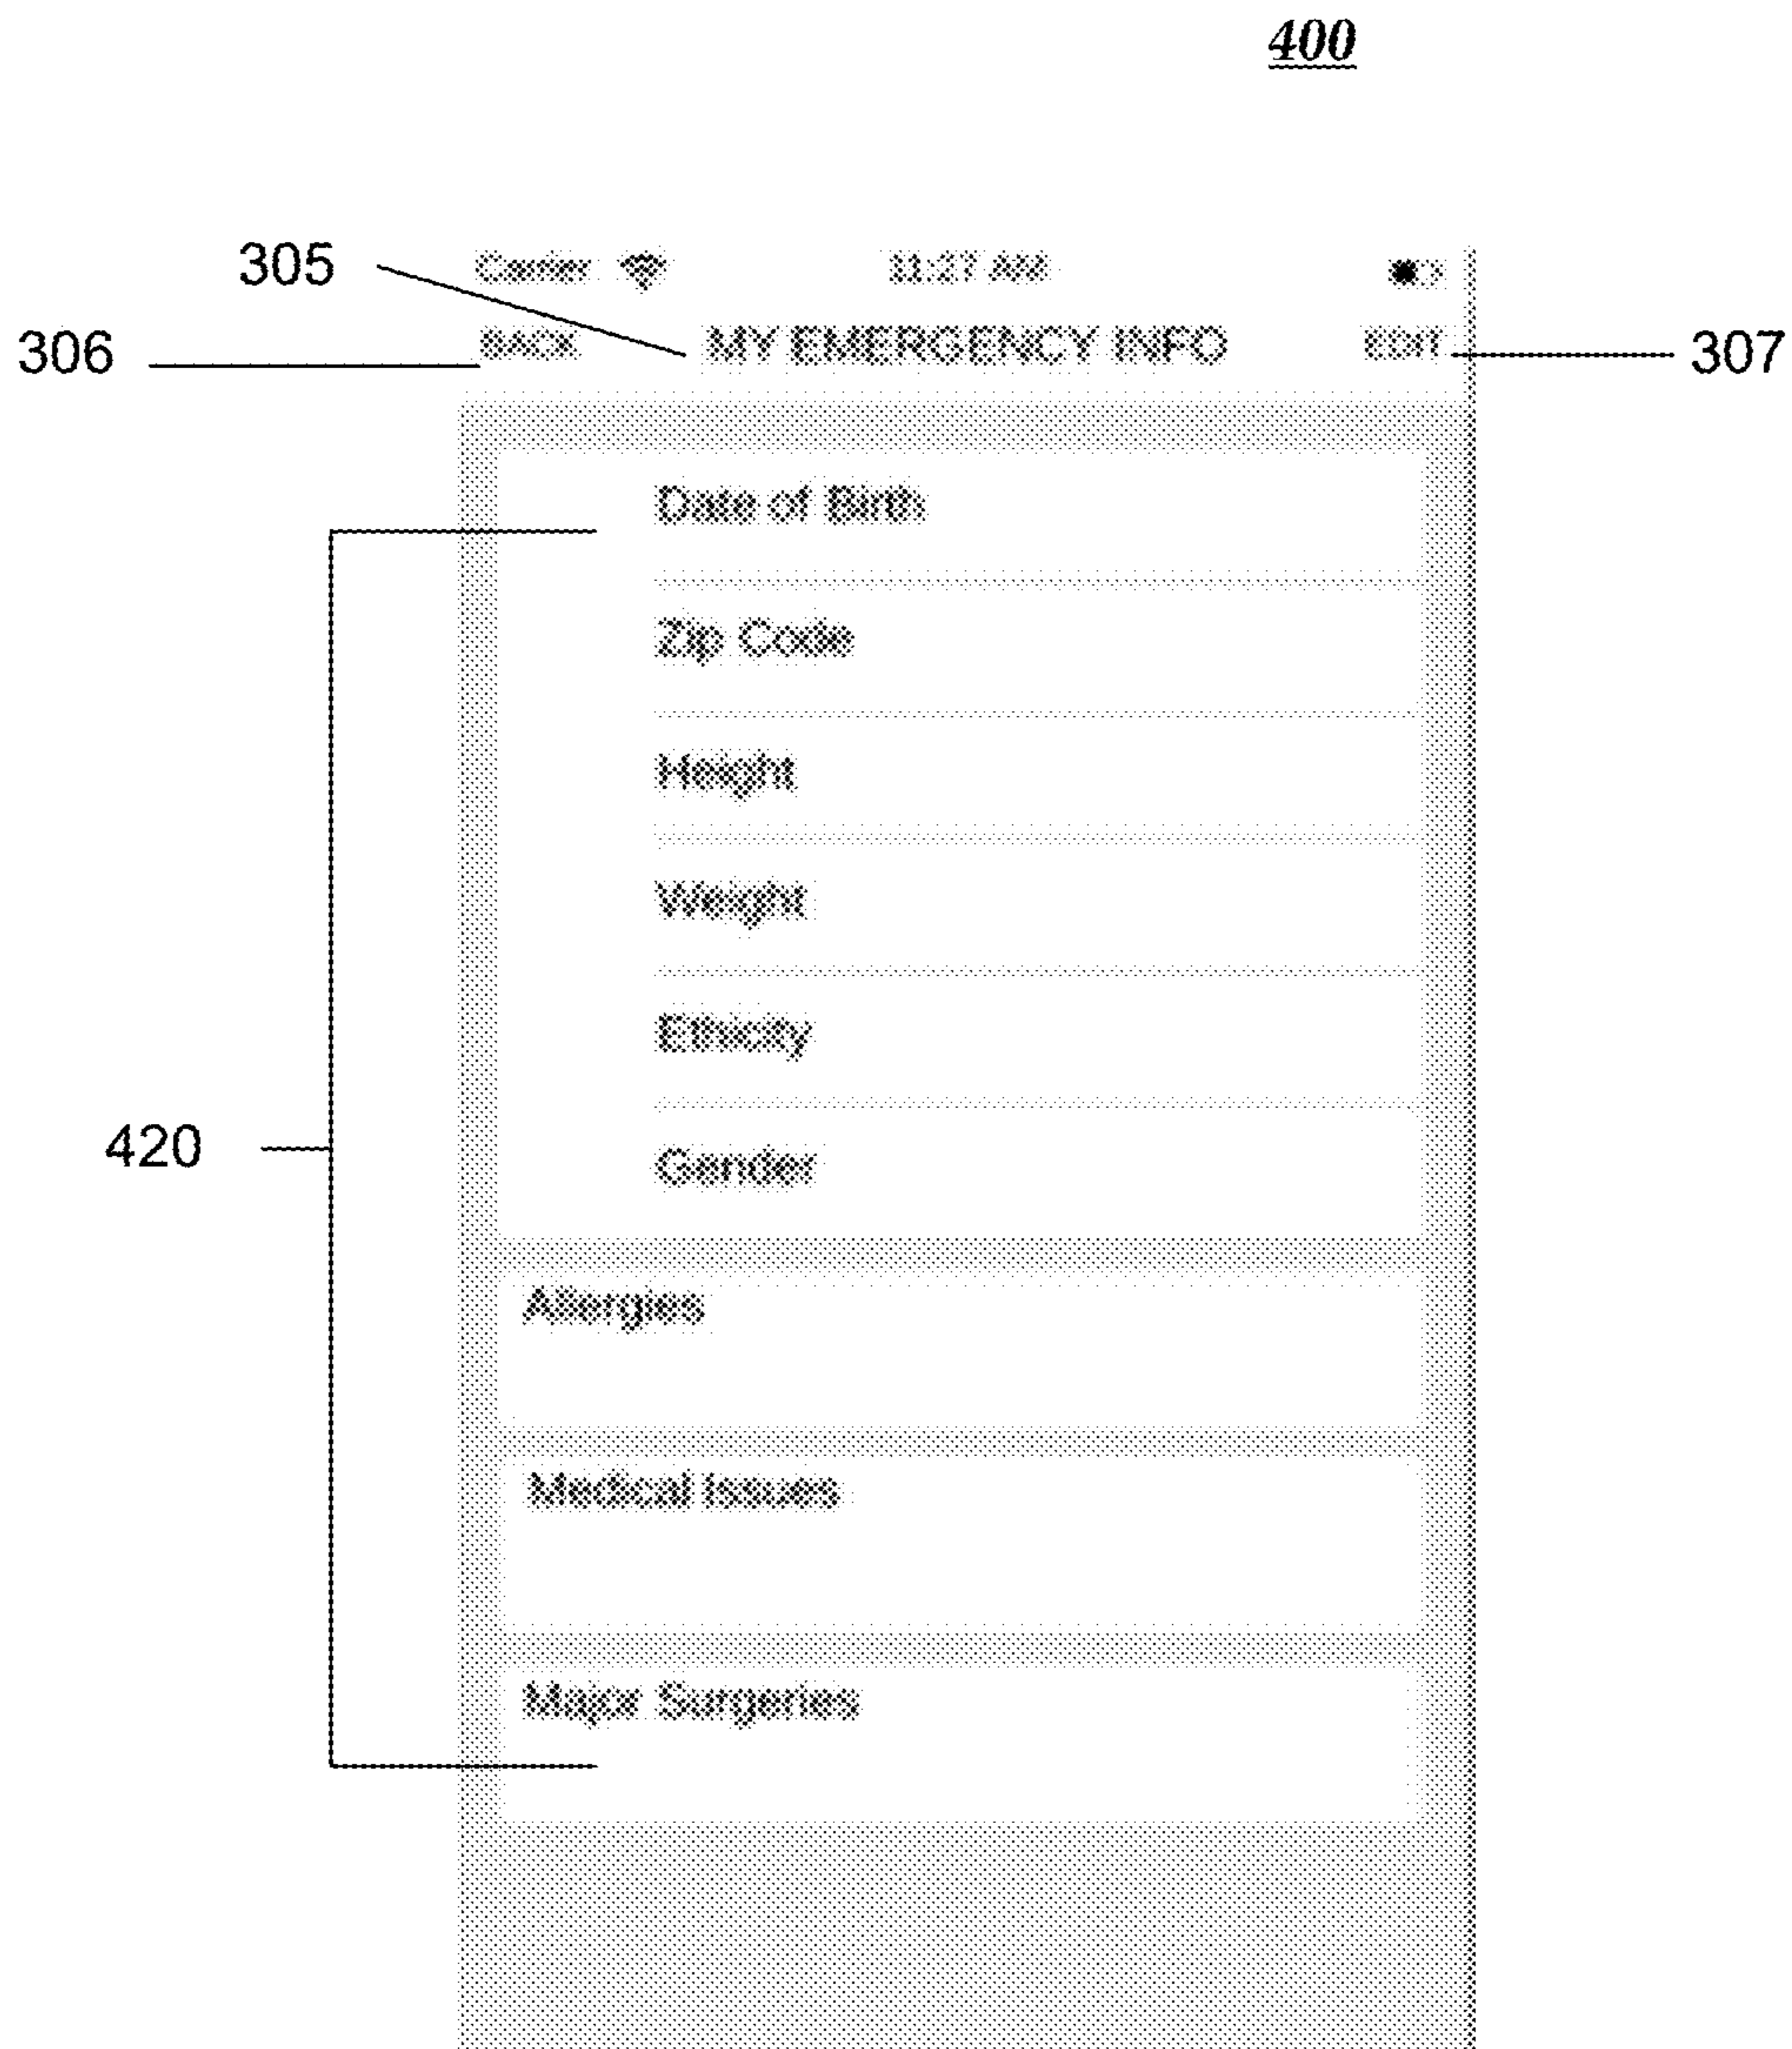 400
305 Carrier 11:27 AM
306 BACK MY EMERGENCY INFO EDIT 307
Date of Birth
Zip Code
Height
Weight
Ethicity
420
Gender
Allergies
Medical Issues
Major Surgeries